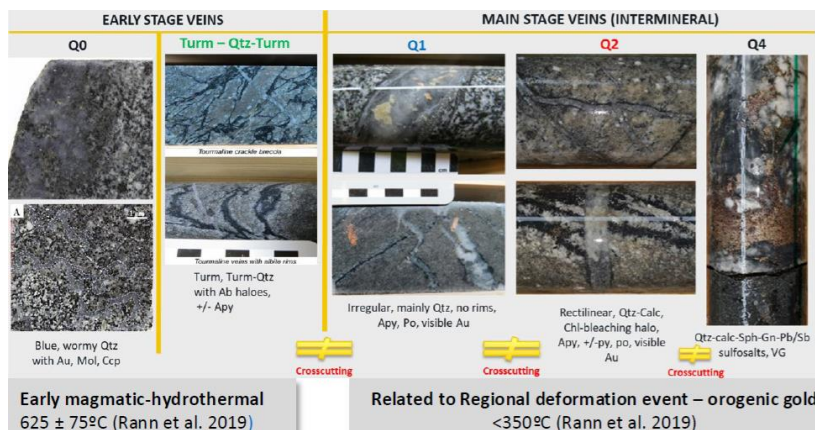 EARLY STAGE VEINS
MAIN STAGE VEINS (INTERMINERAL)
Q0
Turm – Qtz-Turm
Q1
Q2
Q4
Tourmaline crackle breccia
cm
A
Tourmaline veins with albite rims
Turm, Turm-Qtz
with Ab haloes,
+/- Apy
Irregular, mainly Qtz, no rims,
Apy, Po, visible Au
Rectilinear, Qtz-Calc,
Chl-bleaching halo,
Apy, +/-py, po, visible
Au
Qtz-calc-Sph-Gn-Pb/Sb
sulfosalts, VG
Blue, wormy Qtz
with Au, Mol, Ccp
Crosscutting
Crosscutting
Crosscutting
Early magmatic-hydrothermal
625 ± 75ºC (Rann et al. 2019)
Related to Regional deformation event – orogenic gold
<350ºC (Rann et al. 2019)